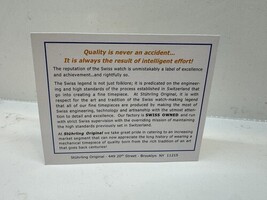 Quality is never an accident...
It is always the result of intelligent effort!
The reputation of the Swiss watch is unmistakably a label of excellence
and achievement...and rightfully so.
The Swiss legend is not just folklore, it is predicated on the engineer-
ing and high standards of the process established in Switzerland that
go into creating a fine timepiece. At Stührling Original, it is with
respect for the art and tradition of the Swiss watch-making legend
that all of our fine timepieces are produced by making the most of
Swiss engineering, technology and artisanship with the utmost atten-
tion to detail and excellence. Our factory is SWISS OWNED and run
with strict Swiss supervision with the overriding mission of maintaining
the high standards previously set in Switzerland.
At Stührling Original we take great pride in catering to an increasing
market segment that can now appreciate the long history of wearing a
mechanical timepiece of quality born from the rich tradition of an art
that goes back centuries!
Stührling Original - 449 20th Street - Brooklyn, NY 11215